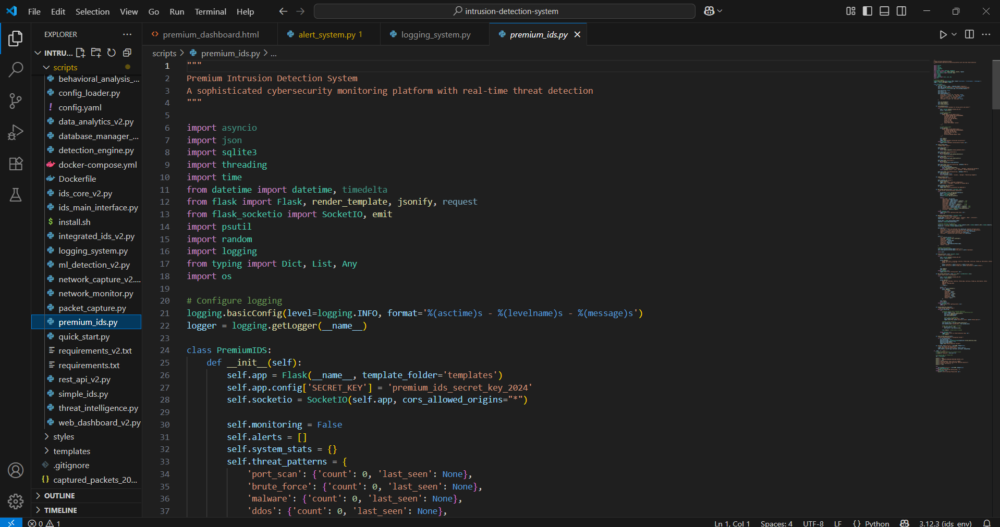 File Edit Selection View Go Run Terminal Help
intrusion-detection-system
EXPLORER
premium_dashboard.html
alert_system.py 1
logging_system.py
premium_ids.py
INTRU...
scripts > premium_ids.py > ...
scripts
behavioral_analysis_...
config_loader.py
config.yaml
data_analytics_v2.py
database_manager_...
detection_engine.py
docker-compose.yml
Dockerfile
ids_core_v2.py
ids_main_interface.py
install.sh
integrated_ids_v2.py
logging_system.py
ml_detection_v2.py
network_capture_v2....
network_monitor.py
packet_capture.py
premium_ids.py
quick_start.py
requirements_v2.txt
requirements.txt
rest_api_v2.py
simple_ids.py
threat_intelligence.py
web_dashboard_v2.py
styles
templates
.gitignore
captured_packets_20...
OUTLINE
TIMELINE
1 """
2 Premium Intrusion Detection System
3 A sophisticated cybersecurity monitoring platform with real-time threat detection
4 """
5
6 import asyncio
7 import json
8 import sqlite3
9 import threading
10 import time
11 from datetime import datetime, timedelta
12 from flask import Flask, render_template, jsonify, request
13 from flask_socketio import SocketIO, emit
14 import psutil
15 import random
16 import logging
17 from typing import Dict, List, Any
18 import os
19
20 # Configure logging
21 logging.basicConfig(level=logging.INFO, format='%(asctime)s - %(levelname)s - %(message)s')
22 logger = logging.getLogger(__name__)
23
24 class PremiumIDS:
25 def __init__(self):
26 self.app = Flask(__name__, template_folder='templates')
27 self.app.config['SECRET_KEY'] = 'premium_ids_secret_key_2024'
28 self.socketio = SocketIO(self.app, cors_allowed_origins="*")
29
30 self.monitoring = False
31 self.alerts = []
32 self.system_stats = {}
33 self.threat_patterns = {
34 'port_scan': {'count': 0, 'last_seen': None},
35 'brute_force': {'count': 0, 'last_seen': None},
36 'malware': {'count': 0, 'last_seen': None},
37 'ddos': {'count': 0, 'last_seen': None},
0 1
Ln 1, Col 1 Spaces: 4 UTF-8 LF {} Python 3.12.3 (ids_env)